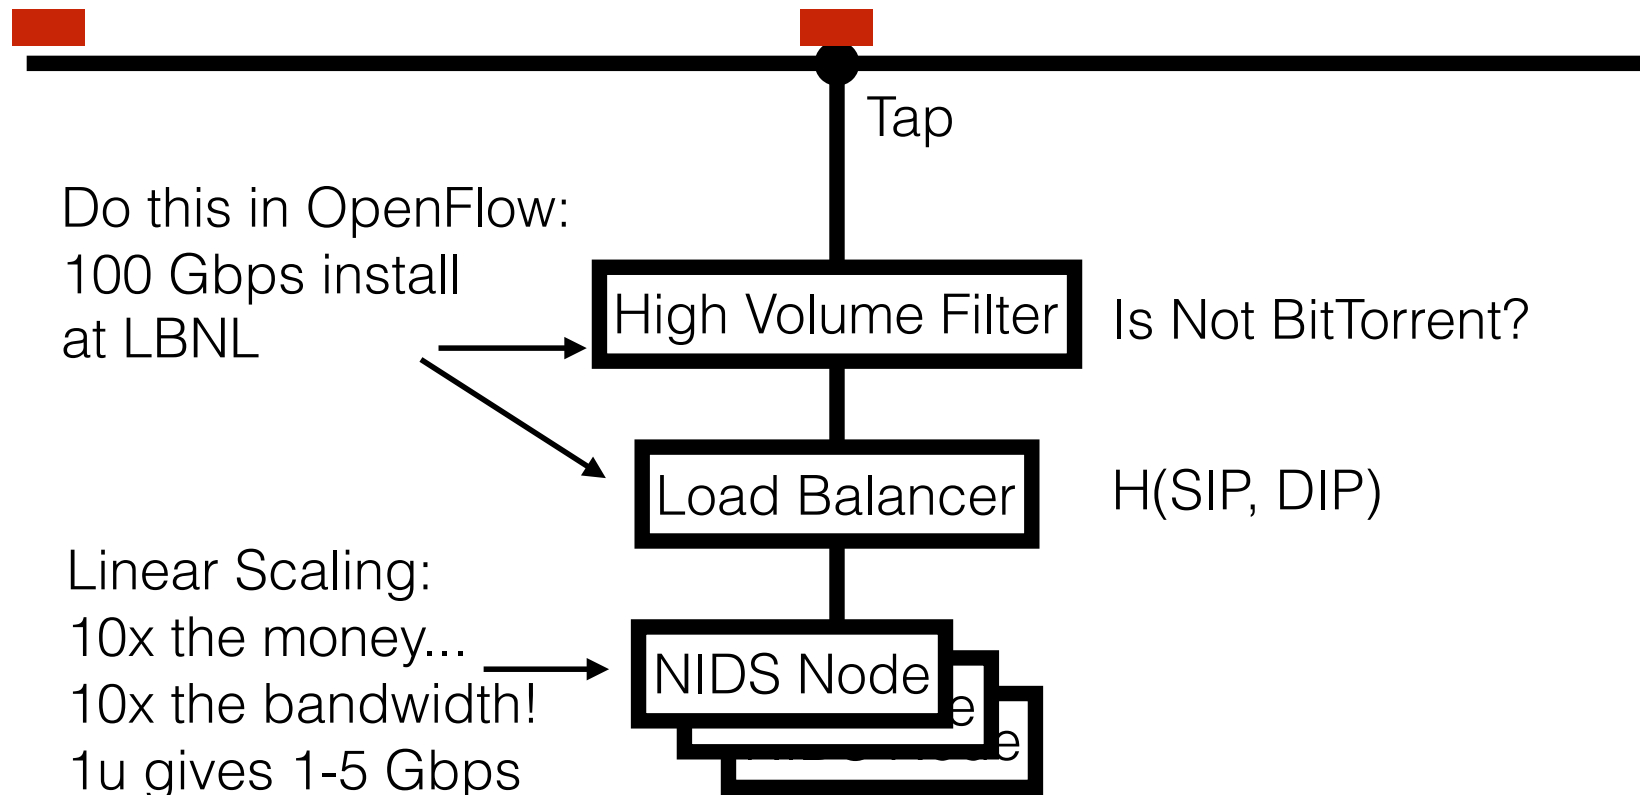 Tap
Do this in OpenFlow:
100 Gbps install
at LBNL
High Volume Filter
Is Not BitTorrent?
Load Balancer
H(SIP, DIP)
Linear Scaling:
10x the money...
10x the bandwidth!
1u gives 1-5 Gbps
NIDS Node